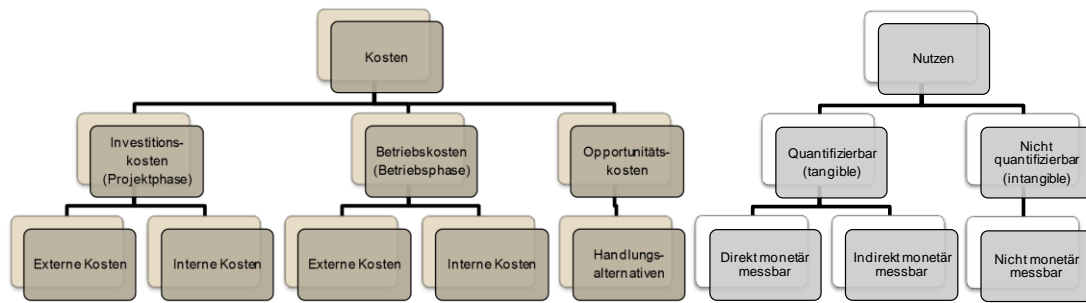 Kosten
Nutzen
Investitions-
kosten
(Projektphase)
Betriebskosten
(Betriebsphase)
Opportunitäts-
kosten
Quantifizierbar
(tangible)
Nicht
quantifizierbar
(intangible)
Externe Kosten
Interne Kosten
Externe Kosten
Interne Kosten
Handlungs-
alternativen
Direkt monetär
messbar
Indirekt monetär
messbar
Nicht monetär
messbar